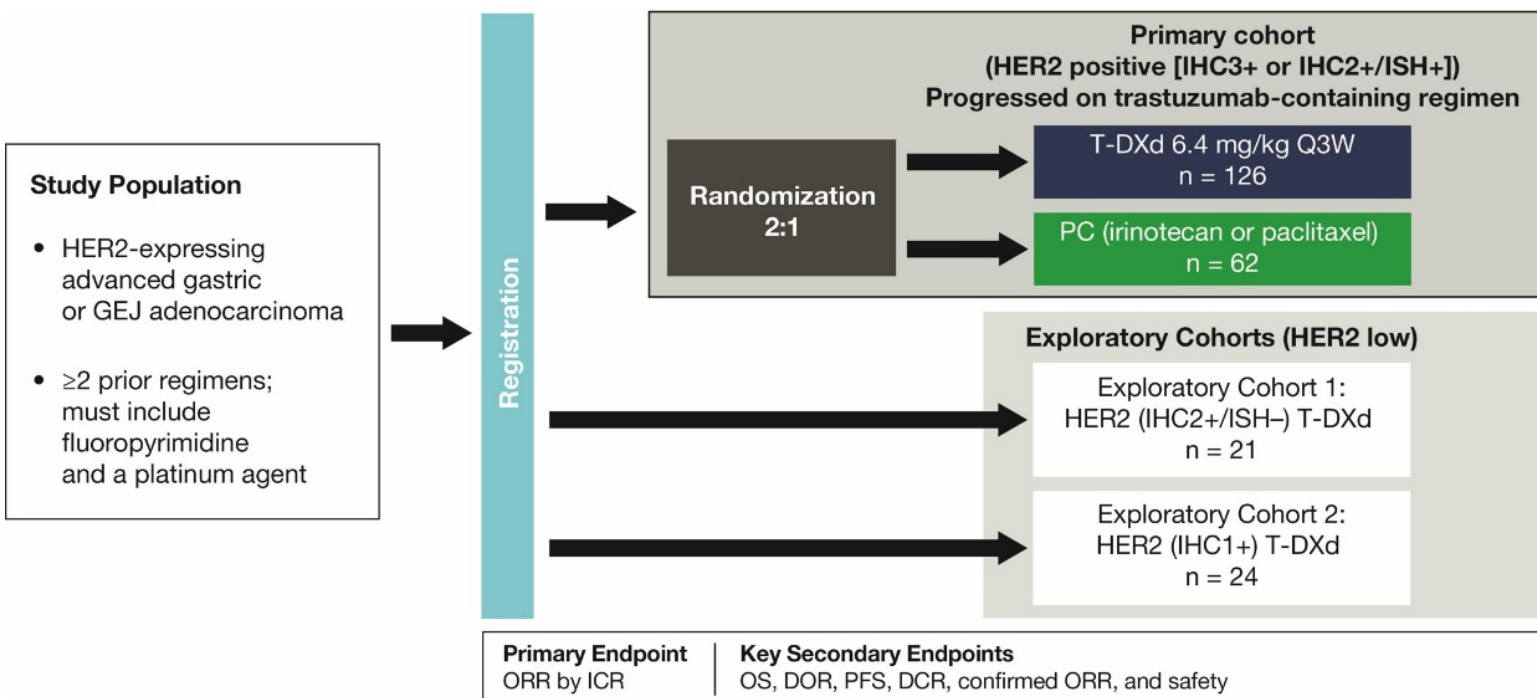 Study Population
• HER2-expressing
advanced gastric
or GEJ adenocarcinoma
• ≥2 prior regimens;
must include
fluoropyrimidine
and a platinum agent
Registration
Primary cohort
(HER2 positive [IHC3+ or IHC2+/ISH+])
Progressed on trastuzumab-containing regimen
Randomization
2:1
T-DXd 6.4 mg/kg Q3W
n = 126
PC (irinotecan or paclitaxel)
n = 62
Exploratory Cohorts (HER2 low)
Exploratory Cohort 1:
HER2 (IHC2+/ISH–) T-DXd
n = 21
Exploratory Cohort 2:
HER2 (IHC1+) T-DXd
n = 24
Primary Endpoint
ORR by ICR
Key Secondary Endpoints
OS, DOR, PFS, DCR, confirmed ORR, and safety